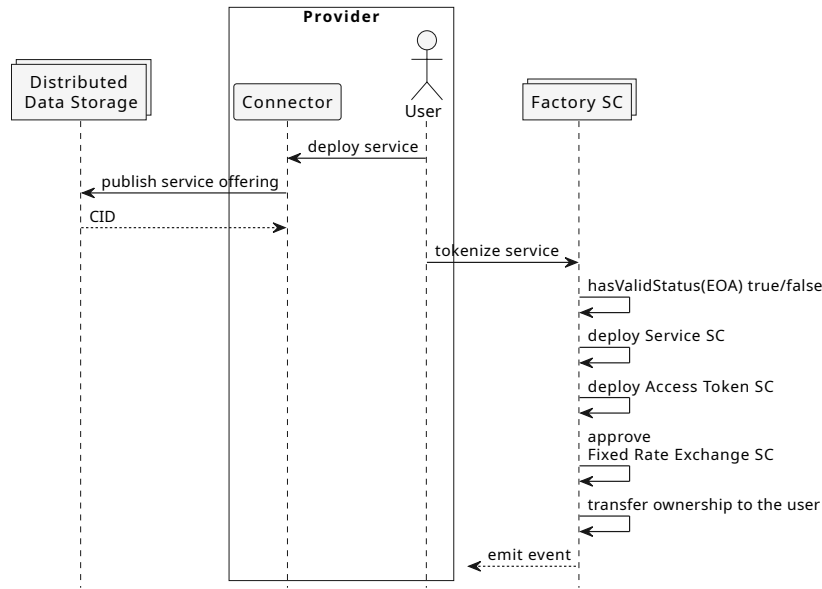 Provider
Distributed
Data Storage
Connector
User
Factory SC
deploy service
publish service offering
CID
tokenize service
hasValidStatus(EOA) true/false
deploy Service SC
deploy Access Token SC
approve
Fixed Rate Exchange SC
transfer ownership to the user
emit event